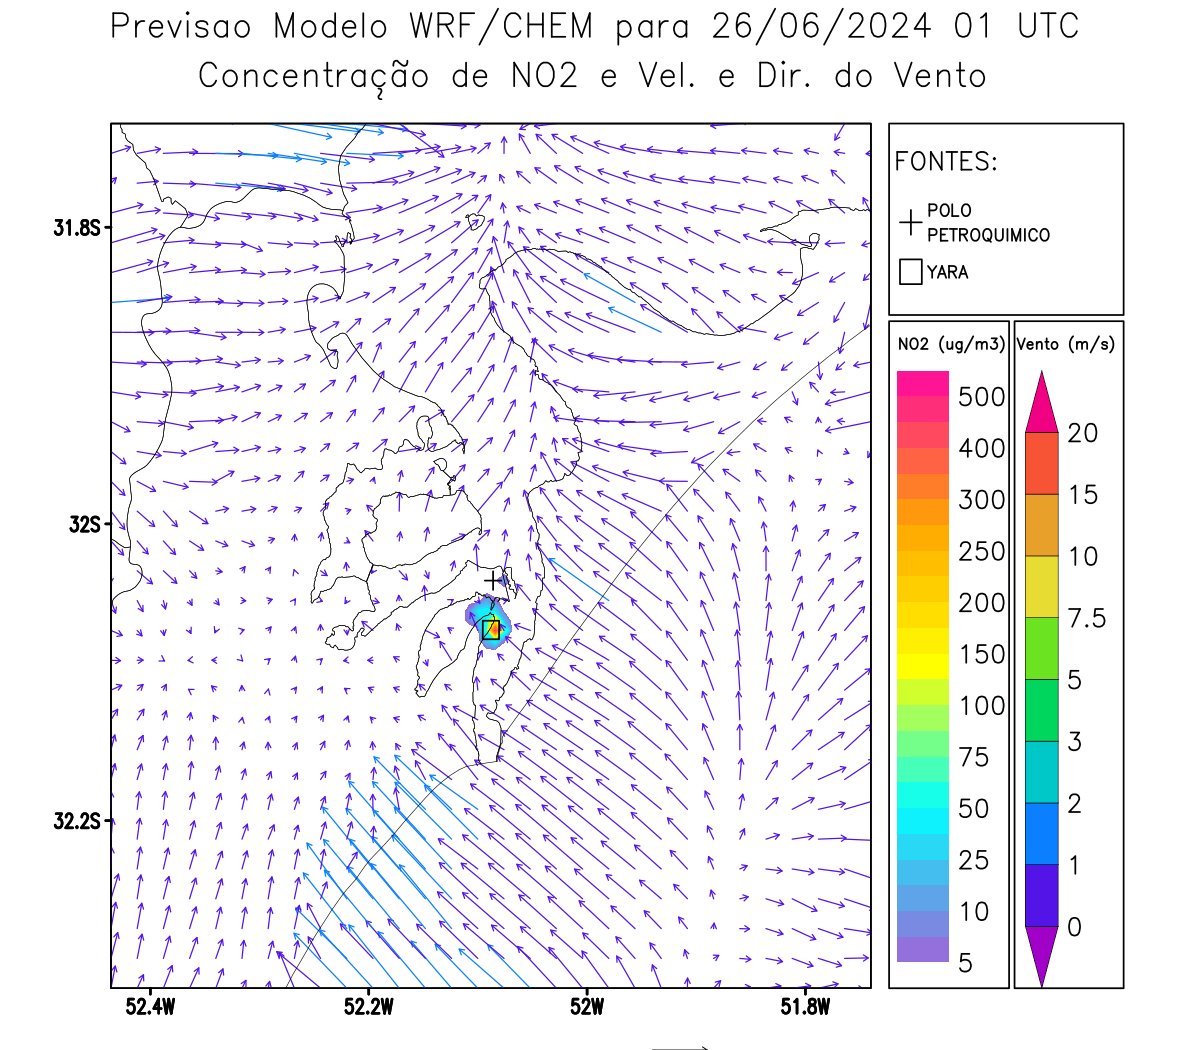 Previsao Modelo WRF/CHEM para 26/06/2024 01 UTC
Concentração de NO2 e Vel. e Dir. do Vento
FONTES:
POLO
PETROQUIMICO
YARA
NO2 (ug/m3)
500
400
300
250
200
150
100
75
50
25
10
5
Vento (m/s)
20
15
10
7.5
5
3
2
1
0
31.8S
32S
32.2S
52.4W
52.2W
52W
51.8W